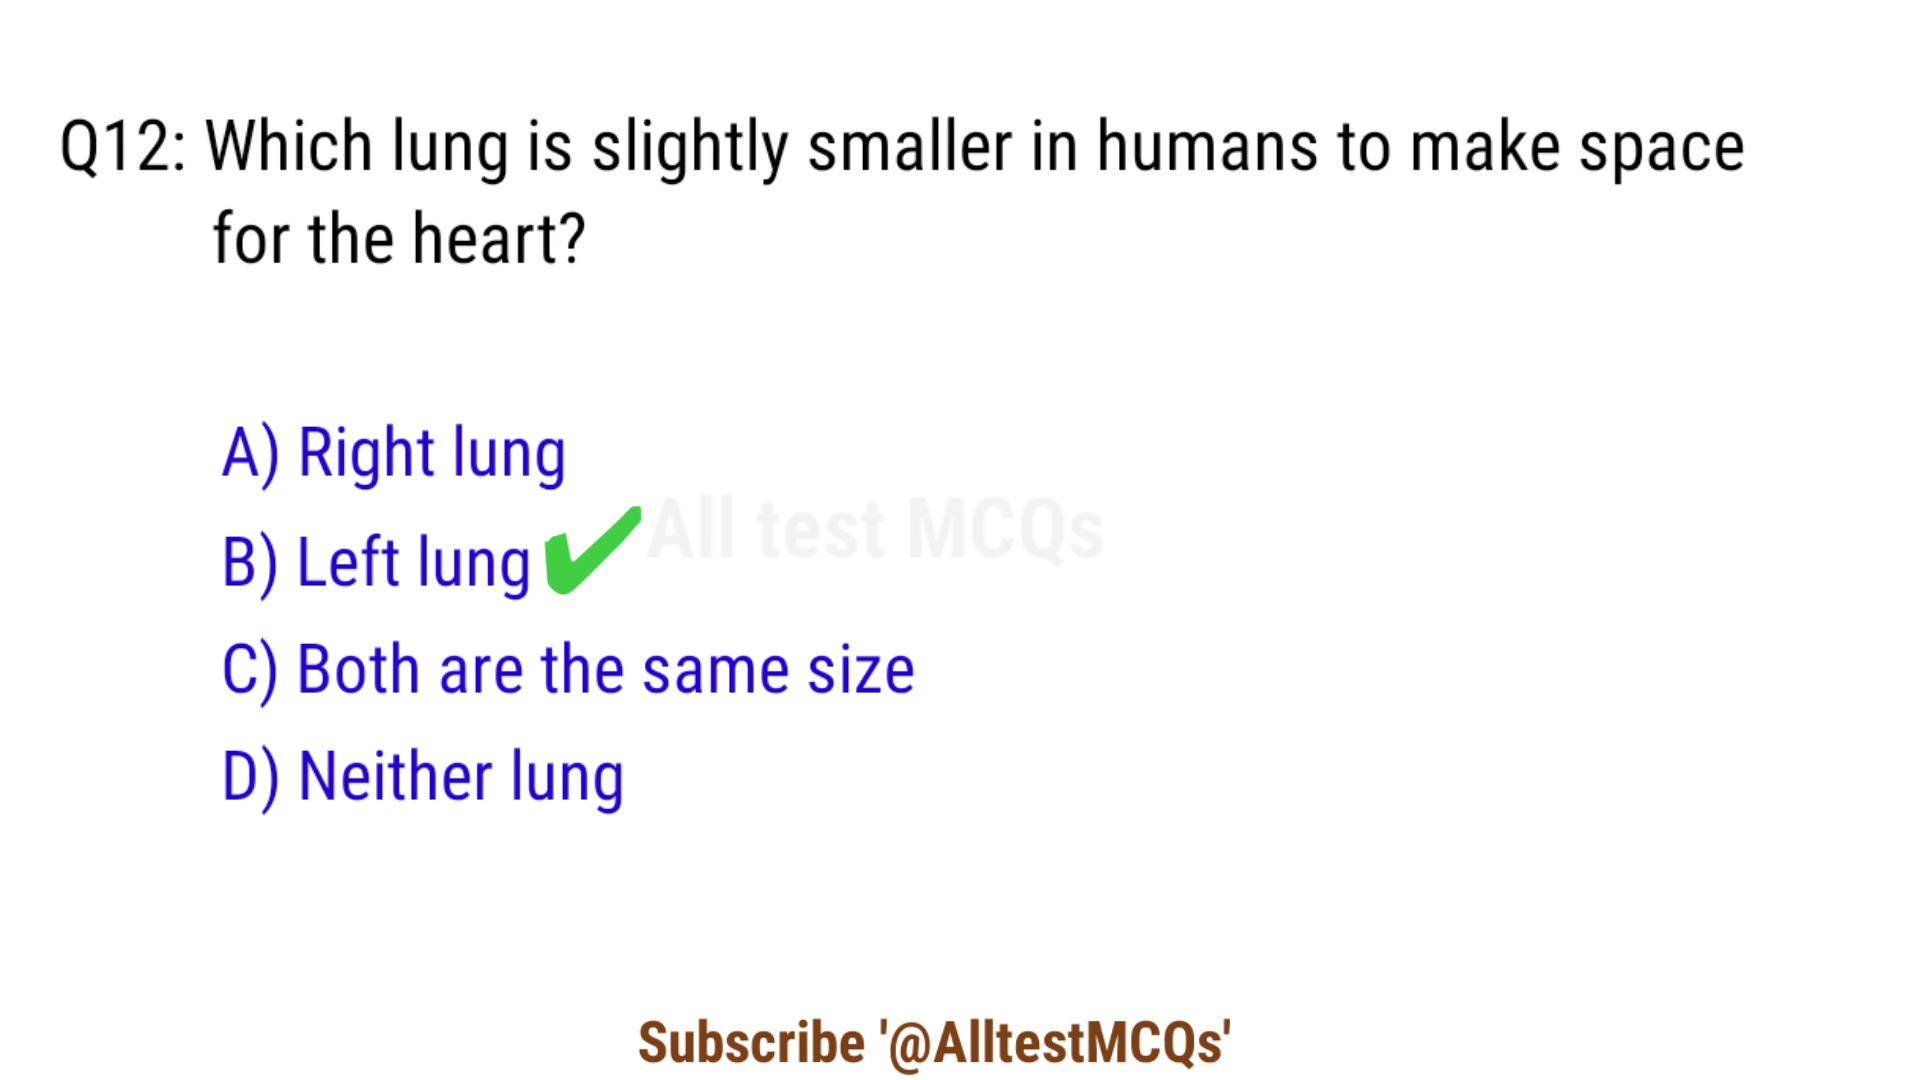 Q12: Which lung is slightly smaller in humans to make space
for the heart?
A) Right lung
All test MCQs
B) Left lung
C) Both are the same size
D) Neither lung
Subscribe '@AlltestMCQs'